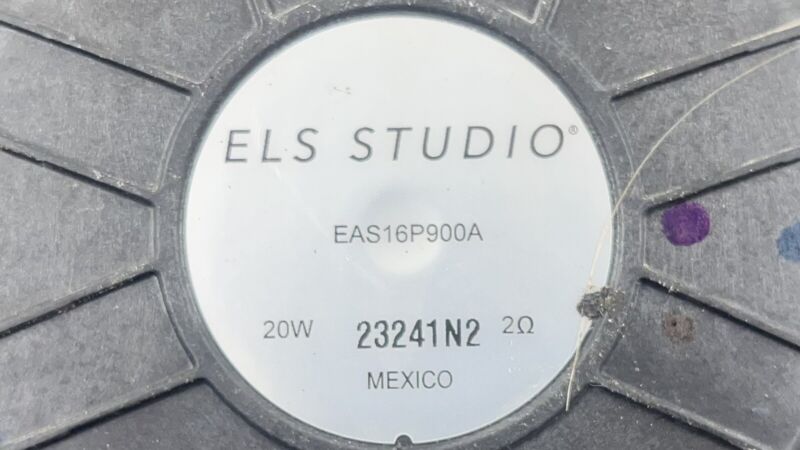 ELS STUDIO®
EAS16P900A
20W 23241N2 2Ω
MEXICO